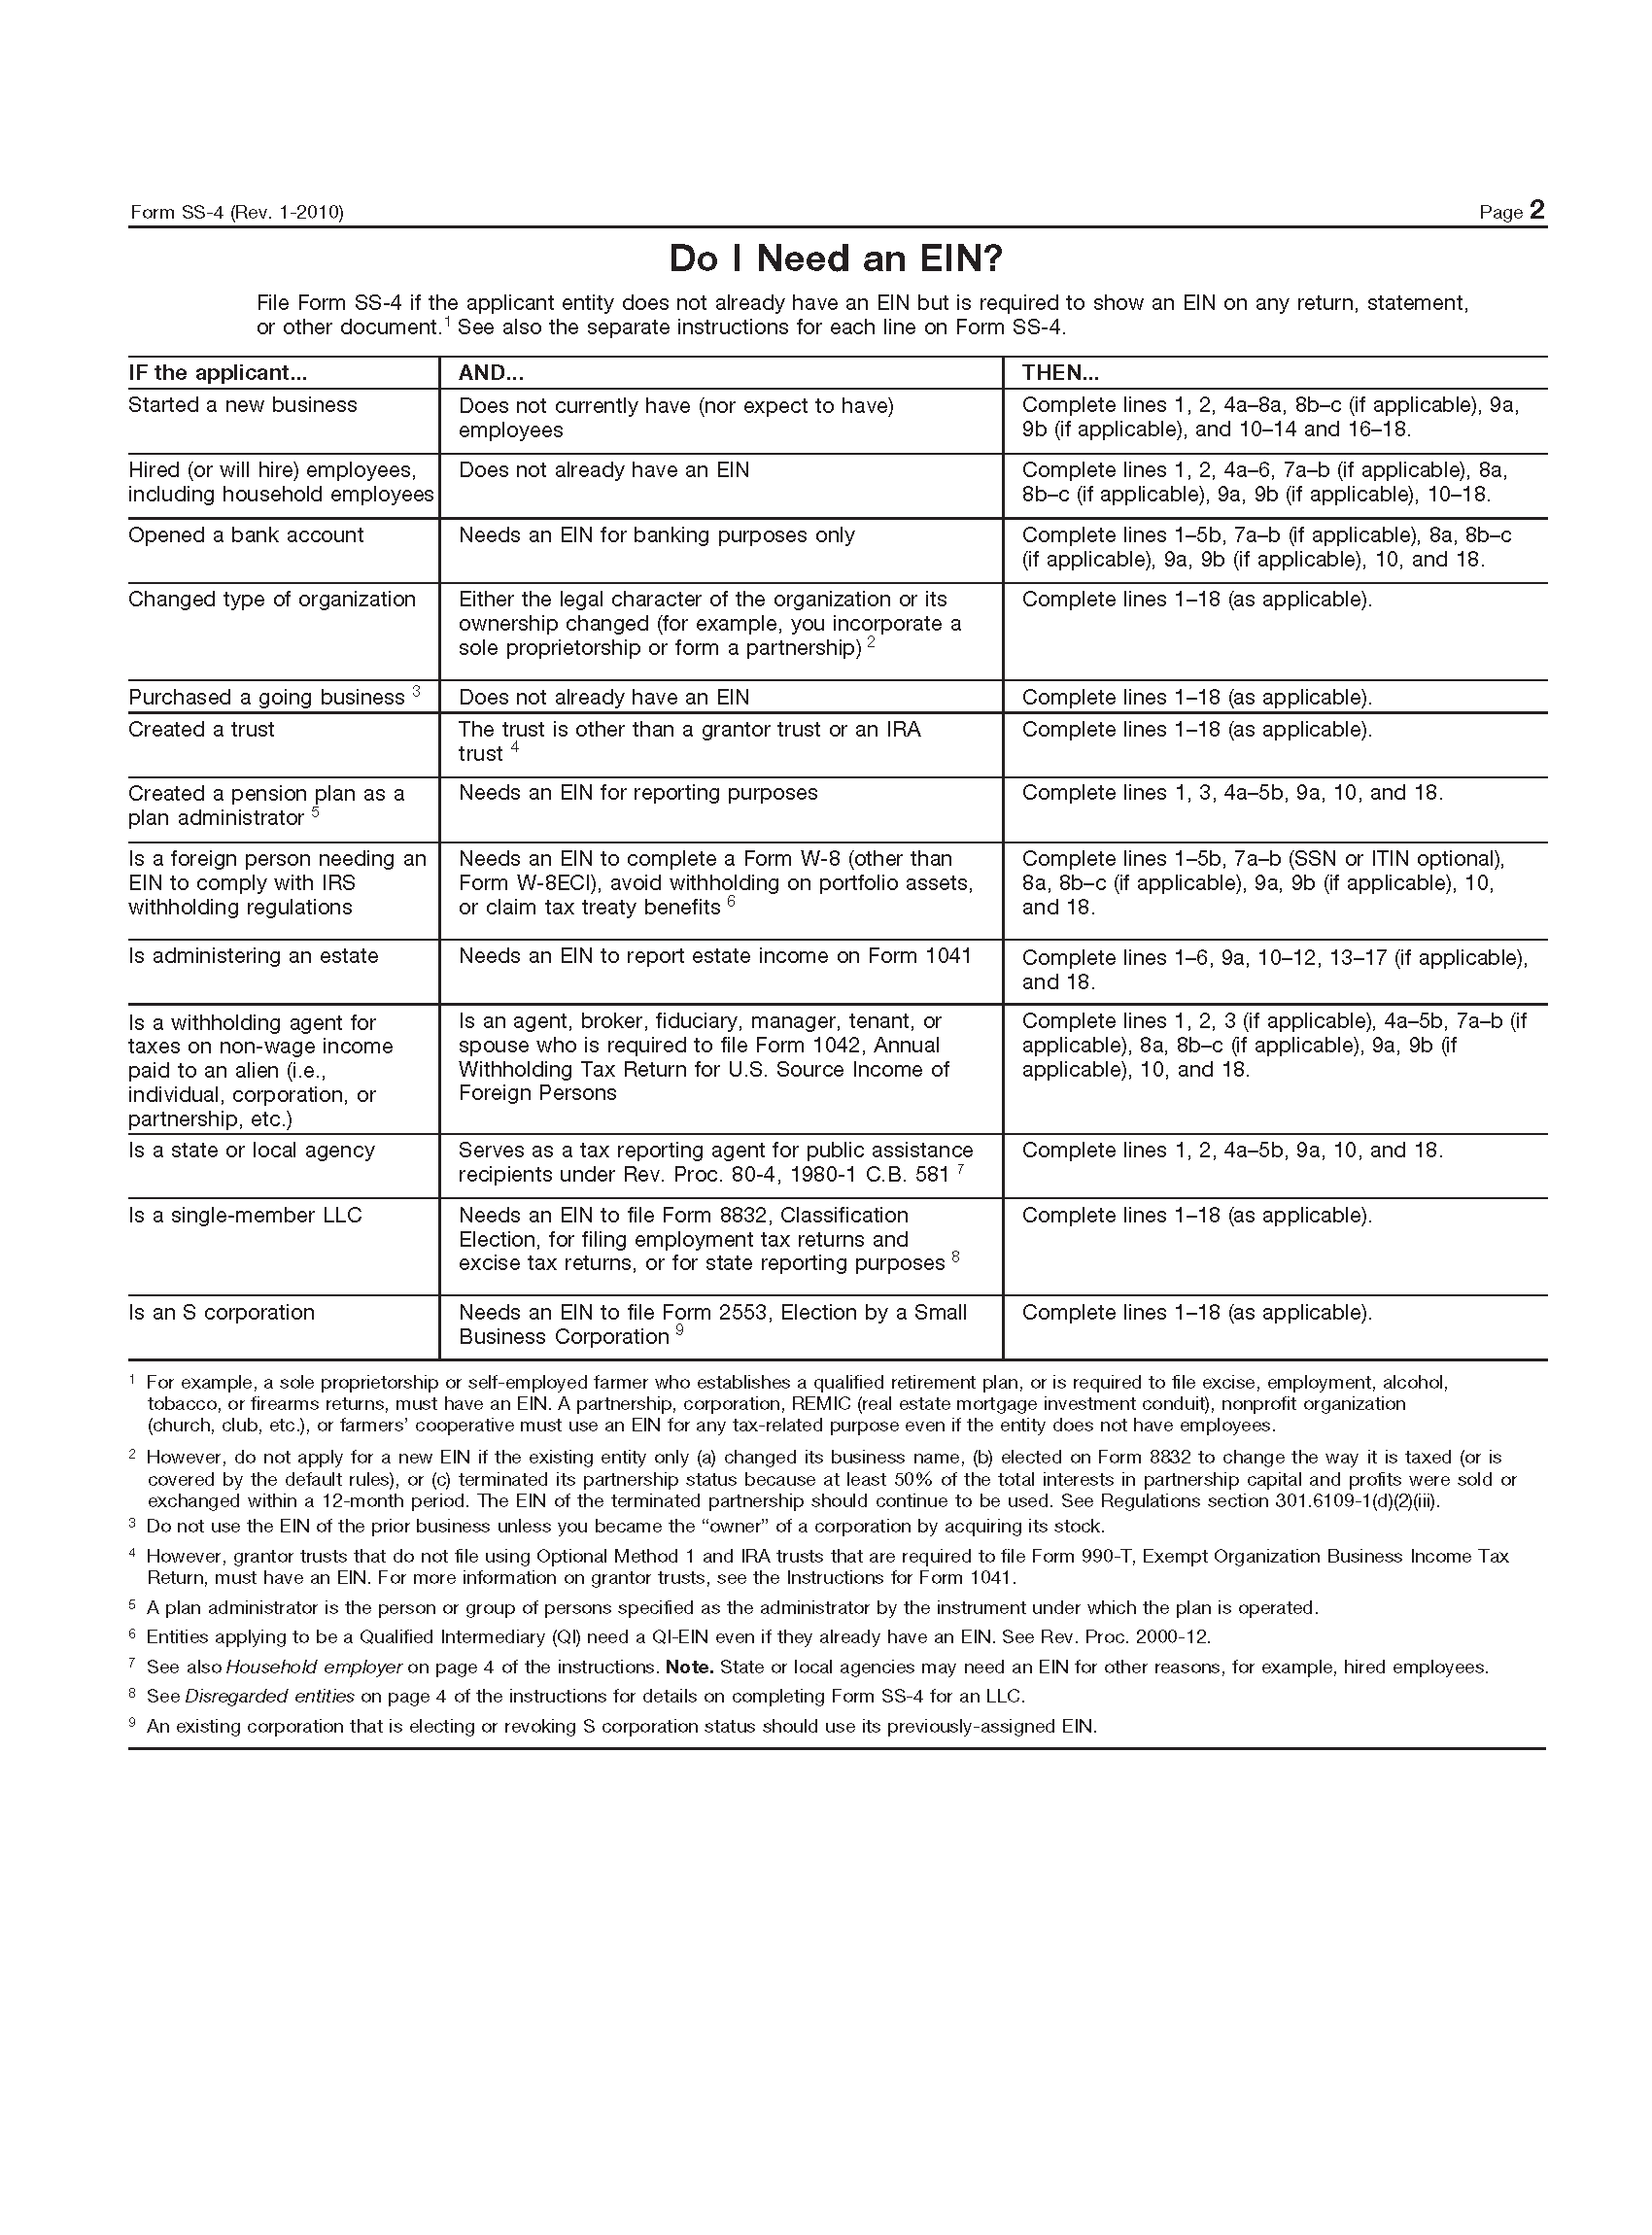 Form SS-4 (Rev. 1-2010) Page 2
Do I Need an EIN?
File Form SS-4 if the applicant entity does not already have an EIN but is required to show an EIN on any return, statement,
or other document.1 See also the separate instructions for each line on Form SS-4.
IF the applicant... AND... THEN...
Started a new business
Does not currently have (nor expect to have)
employees
Complete lines 1, 2, 4a–8a, 8b–c (if applicable), 9a,
9b (if applicable), and 10–14 and 16–18.
Hired (or will hire) employees,
including household employees
Does not already have an EIN
Complete lines 1, 2, 4a–6, 7a–b (if applicable), 8a,
8b–c (if applicable), 9a, 9b (if applicable), 10–18.
Opened a bank account
Needs an EIN for banking purposes only
Complete lines 1–5b, 7a–b (if applicable), 8a, 8b–c
(if applicable), 9a, 9b (if applicable), 10, and 18.
Changed type of organization
Either the legal character of the organization or its
ownership changed (for example, you incorporate a
sole proprietorship or form a partnership) 2
Complete lines 1–18 (as applicable).
Purchased a going business 3
Does not already have an EIN
Complete lines 1–18 (as applicable).
Created a trust
The trust is other than a grantor trust or an IRA
trust 4
Complete lines 1–18 (as applicable).
Created a pension plan as a
plan administrator 5
Needs an EIN for reporting purposes
Complete lines 1, 3, 4a–5b, 9a, 10, and 18.
Is a foreign person needing an
EIN to comply with IRS
withholding regulations
Needs an EIN to complete a Form W-8 (other than
Form W-8ECI), avoid withholding on portfolio assets,
or claim tax treaty benefits 6
Complete lines 1–5b, 7a–b (SSN or ITIN optional),
8a, 8b–c (if applicable), 9a, 9b (if applicable), 10,
and 18.
Is administering an estate
Needs an EIN to report estate income on Form 1041
Complete lines 1–6, 9a, 10–12, 13–17 (if applicable),
and 18.
Is a withholding agent for
taxes on non-wage income
paid to an alien (i.e.,
individual, corporation, or
partnership, etc.)
Is an agent, broker, fiduciary, manager, tenant, or
spouse who is required to file Form 1042, Annual
Withholding Tax Return for U.S. Source Income of
Foreign Persons
Complete lines 1, 2, 3 (if applicable), 4a–5b, 7a–b (if
applicable), 8a, 8b–c (if applicable), 9a, 9b (if
applicable), 10, and 18.
Is a state or local agency
Serves as a tax reporting agent for public assistance
recipients under Rev. Proc. 80-4, 1980-1 C.B. 581 7
Complete lines 1, 2, 4a–5b, 9a, 10, and 18.
Is a single-member LLC
Needs an EIN to file Form 8832, Classification
Election, for filing employment tax returns and
excise tax returns, or for state reporting purposes 8
Complete lines 1–18 (as applicable).
Is an S corporation
Needs an EIN to file Form 2553, Election by a Small
Business Corporation 9
Complete lines 1–18 (as applicable).
1 For example, a sole proprietorship or self-employed farmer who establishes a qualified retirement plan, or is required to file excise, employment, alcohol,
tobacco, or firearms returns, must have an EIN. A partnership, corporation, REMIC (real estate mortgage investment conduit), nonprofit organization
(church, club, etc.), or farmers’ cooperative must use an EIN for any tax-related purpose even if the entity does not have employees.
2 However, do not apply for a new EIN if the existing entity only (a) changed its business name, (b) elected on Form 8832 to change the way it is taxed (or is
covered by the default rules), or (c) terminated its partnership status because at least 50% of the total interests in partnership capital and profits were sold or
exchanged within a 12-month period. The EIN of the terminated partnership should continue to be used. See Regulations section 301.6109-1(d)(2)(iii).
3 Do not use the EIN of the prior business unless you became the “owner” of a corporation by acquiring its stock.
4 However, grantor trusts that do not file using Optional Method 1 and IRA trusts that are required to file Form 990-T, Exempt Organization Business Income Tax
Return, must have an EIN. For more information on grantor trusts, see the Instructions for Form 1041.
5 A plan administrator is the person or group of persons specified as the administrator by the instrument under which the plan is operated.
6 Entities applying to be a Qualified Intermediary (QI) need a QI-EIN even if they already have an EIN. See Rev. Proc. 2000-12.
7 See also Household employer on page 4 of the instructions. Note. State or local agencies may need an EIN for other reasons, for example, hired employees.
8 See Disregarded entities on page 4 of the instructions for details on completing Form SS-4 for an LLC.
9 An existing corporation that is electing or revoking S corporation status should use its previously-assigned EIN.